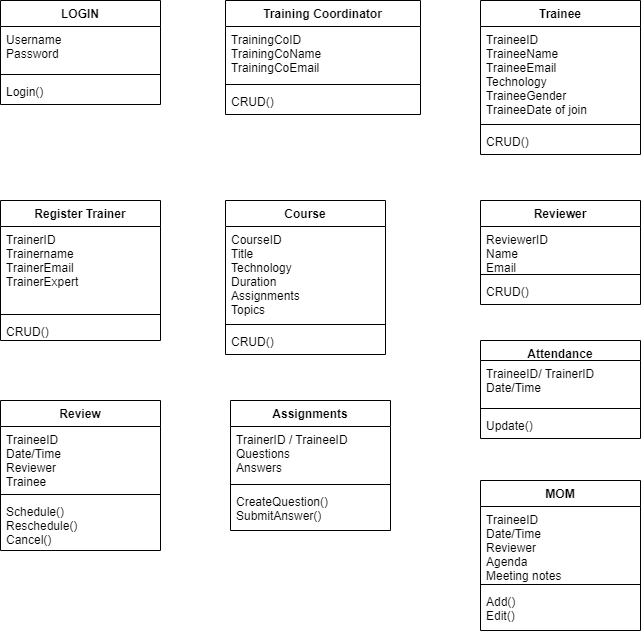 LOGIN
Username
Password
Login()
Training Coordinator
TrainingCoID
TrainingCoName
TrainingCoEmail
CRUD()
Trainee
TraineeID
TraineeName
TraineeEmail
Technology
TraineeGender
TraineeDate of join
CRUD()
Register Trainer
TrainerID
Trainername
TrainerEmail
TrainerExpert
CRUD()
Course
CourseID
Title
Technology
Duration
Assignments
Topics
CRUD()
Reviewer
ReviewerID
Name
Email
CRUD()
Attendance
TraineeID/ TrainerID
Date/Time
Update()
Review
TraineeID
Date/Time
Reviewer
Trainee
Schedule()
Reschedule()
Cancel()
Assignments
TrainerID / TraineeID
Questions
Answers
CreateQuestion()
SubmitAnswer()
MOM
TraineeID
Date/Time
Reviewer
Agenda
Meeting notes
Add()
Edit()